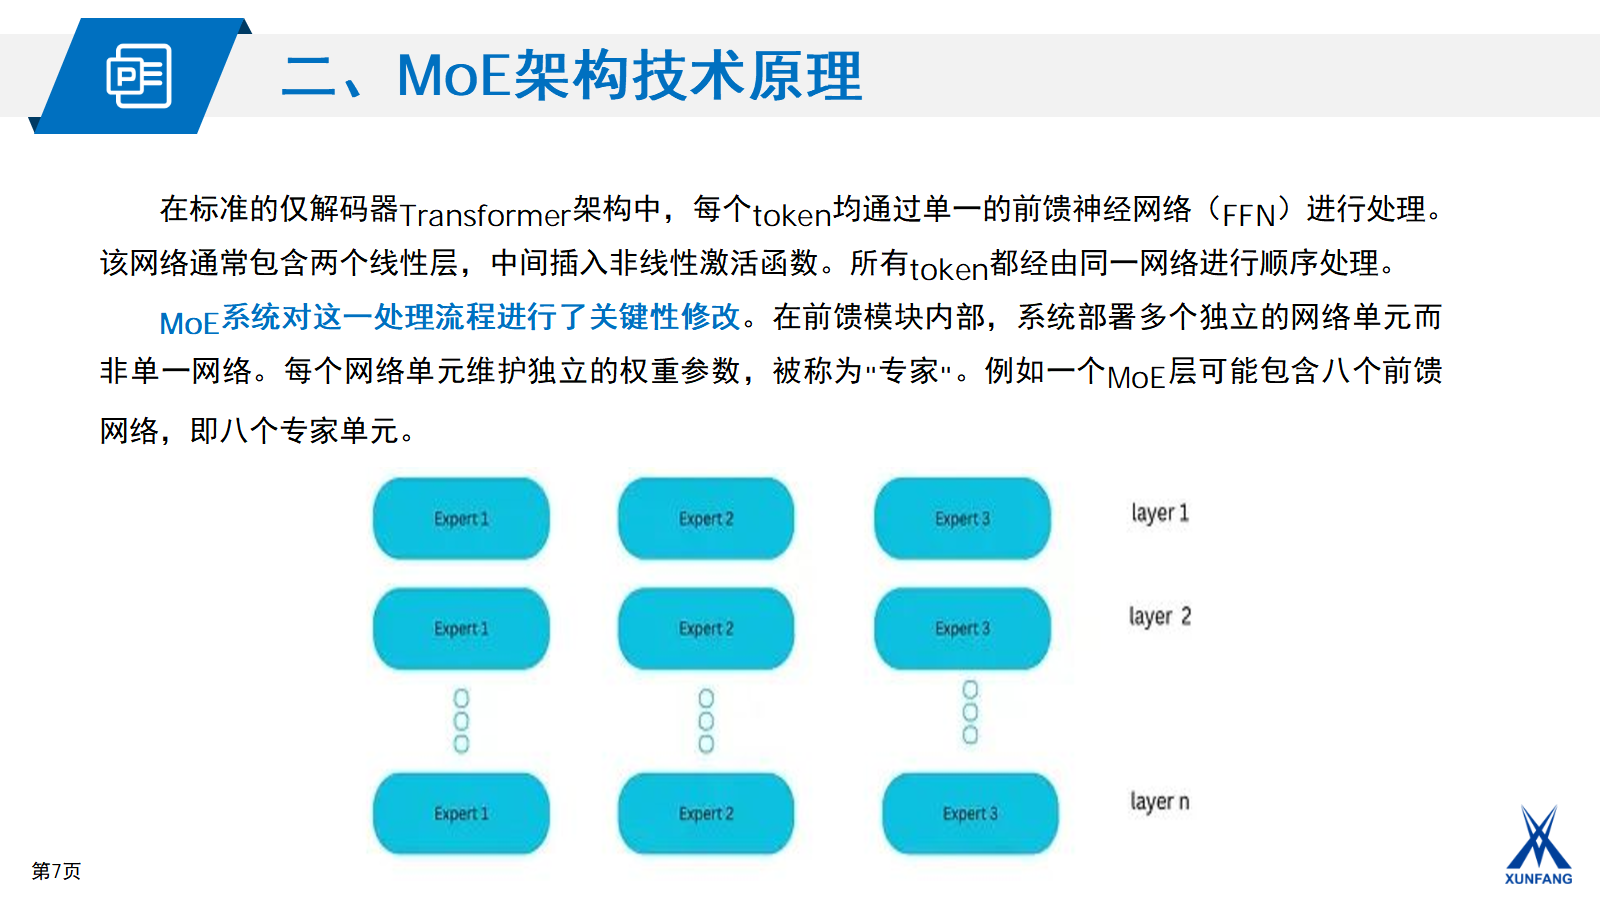 二、MoE架构技术原理
在标准的仅解码器Transformer架构中，每个token均通过单一的前馈神经网络（FFN）进行处理。
该网络通常包含两个线性层，中间插入非线性激活函数。所有token都经由同一网络进行顺序处理。
MoE系统对这一处理流程进行了关键性修改。在前馈模块内部，系统部署多个独立的网络单元而
非单一网络。每个网络单元维护独立的权重参数，被称为"专家"。例如一个MoE层可能包含八个前馈
网络，即八个专家单元。
Expert 1 Expert 2 Expert 3 layer 1
Expert 1 Expert 2 Expert 3 layer 2
Expert 1 Expert 2 Expert 3 layer n
第7页
XUNFANG